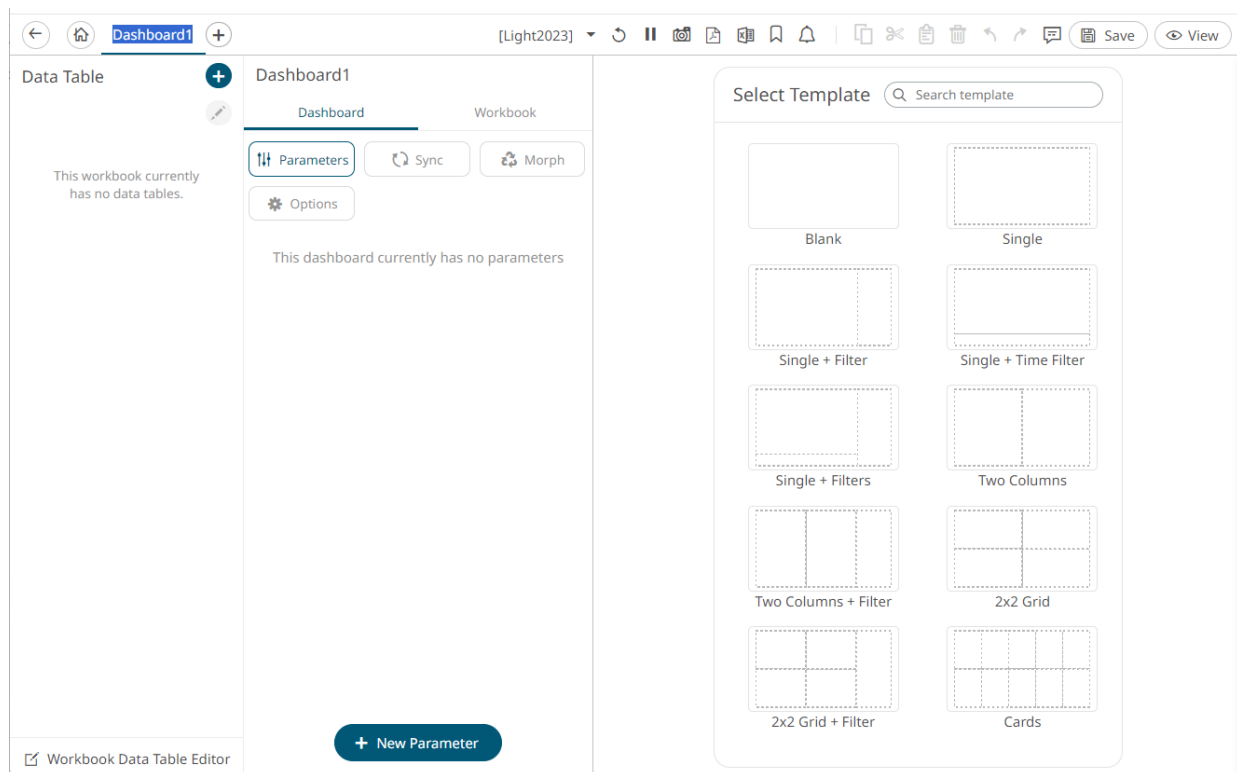 Dashboard1
[Light2023]
Save
View
Data Table
This workbook currently
has no data tables.
Workbook Data Table Editor
Dashboard1
Dashboard
Workbook
Parameters
Sync
Morph
Options
This dashboard currently has no parameters
New Parameter
Select Template
Search template
Blank
Single
Single + Filter
Single + Time Filter
Single + Filters
Two Columns
Two Columns + Filter
2x2 Grid
2x2 Grid + Filter
Cards